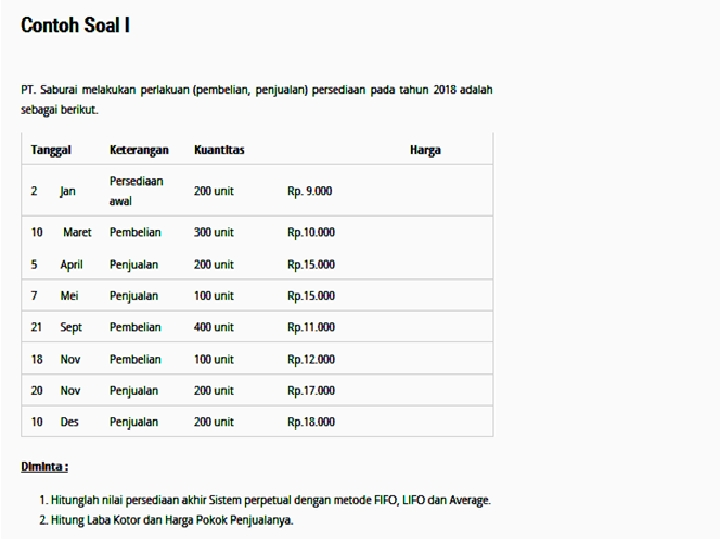 Contoh Soal I
PT. Saburai melakukan perlakuan (pembelian, penjualan) persediaan pada tahun 2018 adalah
sebagai berikut.
Tanggal Keterangan Kuantitas Harga
2 Jan Persediaan awal 200 unit Rp. 9.000
10 Maret Pembelian 300 unit Rp.10.000
5 April Penjualan 200 unit Rp.15.000
7 Mei Penjualan 100 unit Rp.15.000
21 Sept Pembelian 400 unit Rp.11.000
18 Nov Pembelian 100 unit Rp.12.000
20 Nov Penjualan 200 unit Rp.17.000
10 Des Penjualan 200 unit Rp.18.000
Diminta :
1. Hitunglah nilai persediaan akhir Sistem perpetual dengan metode FIFO, LIFO dan Average.
2. Hitung Laba Kotor dan Harga Pokok Penjualanya.